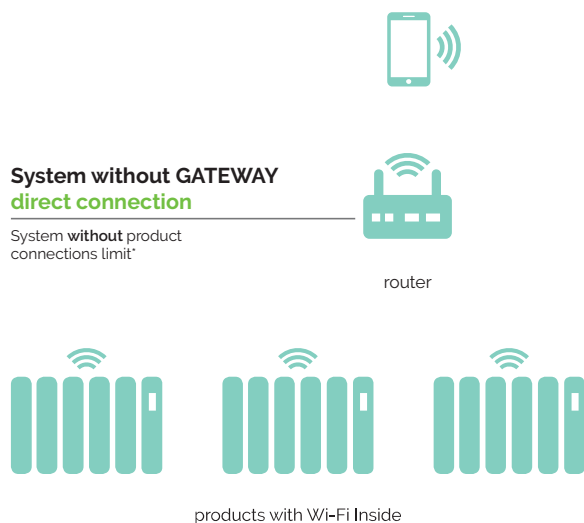 System without GATEWAY
direct connection
System without product
connections limit*
router
products with Wi-Fi Inside